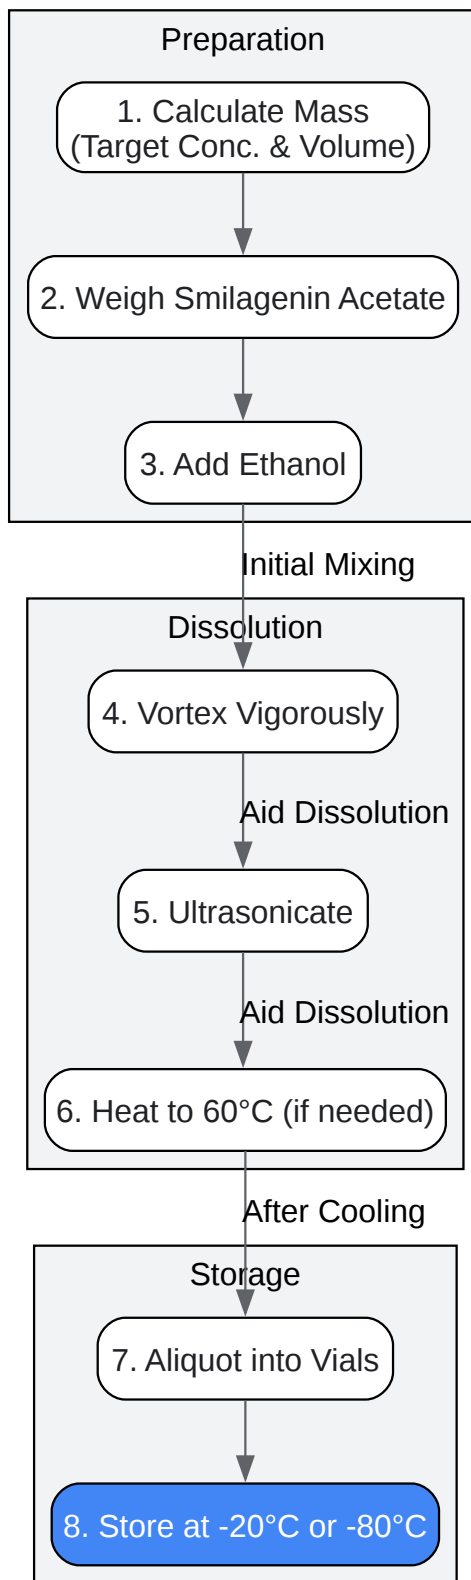 Preparation
1. Calculate Mass
(Target Conc. & Volume)
2. Weigh Smilagenin Acetate
3. Add Ethanol
Initial Mixing
Dissolution
4. Vortex Vigorously
Aid Dissolution
5. Ultrasonicate
Aid Dissolution
6. Heat to 60°C (if needed)
After Cooling
Storage
7. Aliquot into Vials
8. Store at -20°C or -80°C